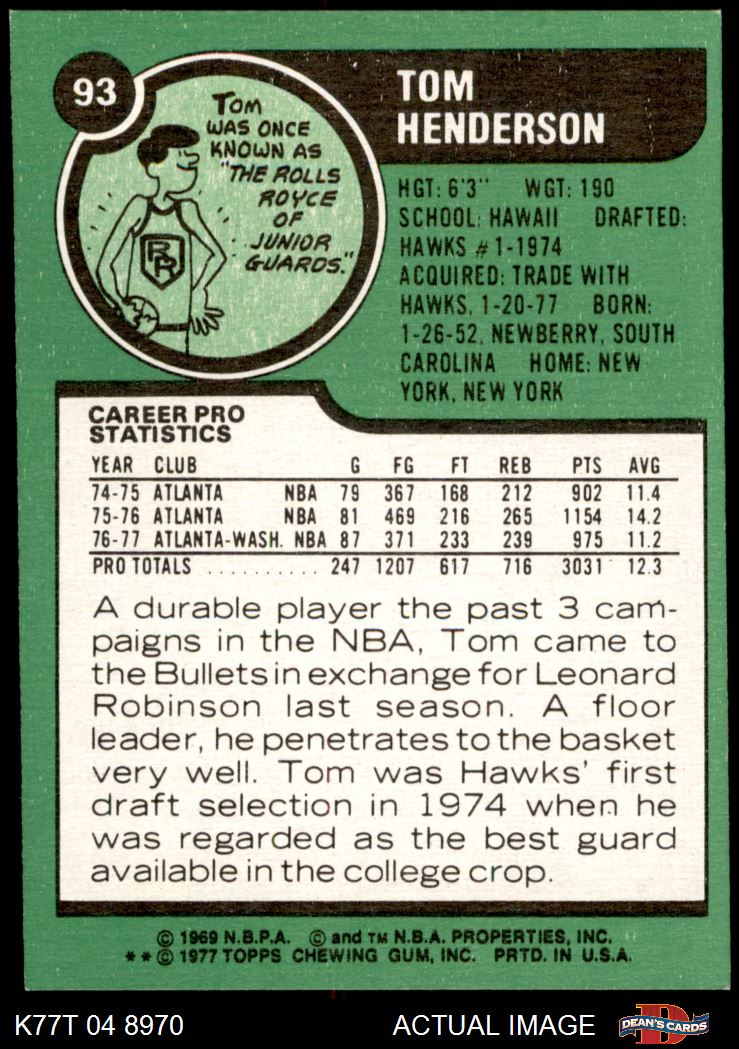 93
TOM
HENDERSON
TOM
WAS ONCE
KNOWN AS
"THE ROLLS
ROYCE
OF
JUNIOR
GUARDS."
RR
HGT: 6'3" WGT: 190
SCHOOL: HAWAII DRAFTED:
HAWKS #1-1974
ACQUIRED: TRADE WITH
HAWKS, 1-20-77 BORN:
1-26-52, NEWBERRY, SOUTH
CAROLINA HOME: NEW
YORK, NEW YORK
CAREER PRO
STATISTICS
YEAR CLUB G FG FT REB PTS AVG
74-75 ATLANTA NBA 79 367 168 212 902 11.4
75-76 ATLANTA NBA 81 469 216 265 1154 14.2
76-77 ATLANTA-WASH. NBA 87 371 233 239 975 11.2
PRO TOTALS .......... 247 1207 617 716 3031 12.3
A durable player the past 3 cam-
paigns in the NBA, Tom came to
the Bullets in exchange for Leonard
Robinson last season. A floor
leader, he penetrates to the basket
very well. Tom was Hawks' first
draft selection in 1974 when he
was regarded as the best guard
available in the college crop.
© 1969 N.B.P.A. © and TM N.B.A. PROPERTIES, INC.
** © 1977 TOPPS CHEWING GUM, INC. PRTD. IN U.S.A.
K77T 04 8970 ACTUAL IMAGE D DEAN'S CARDS